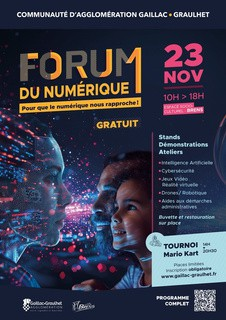 COMMUNAUTÉ D'AGGLOMÉRATION GAILLAC • GRAULHET
FORUM
DU NUMÉRIQUE
Pour que le numérique nous rapproche !
GRATUIT
23
NOV
10H > 18H
ESPACE SOCIO
CULTUREL - BRENS
Stands
Démonstrations
Ateliers
• Intelligence Artificielle
• Cybersécurité
• Jeux Vidéo
Réalité virtuelle
• Drones/ Robotique
• Aides aux démarches
administratives
Buvette et restauration
sur place
TOURNOI
Mario Kart
14H
20H30
Places limitées
Inscription obligatoire
www.gaillac-graulhet.fr
Gaillac•Graulhet
AGGLOMÉRATION
PROGRAMME
COMPLET